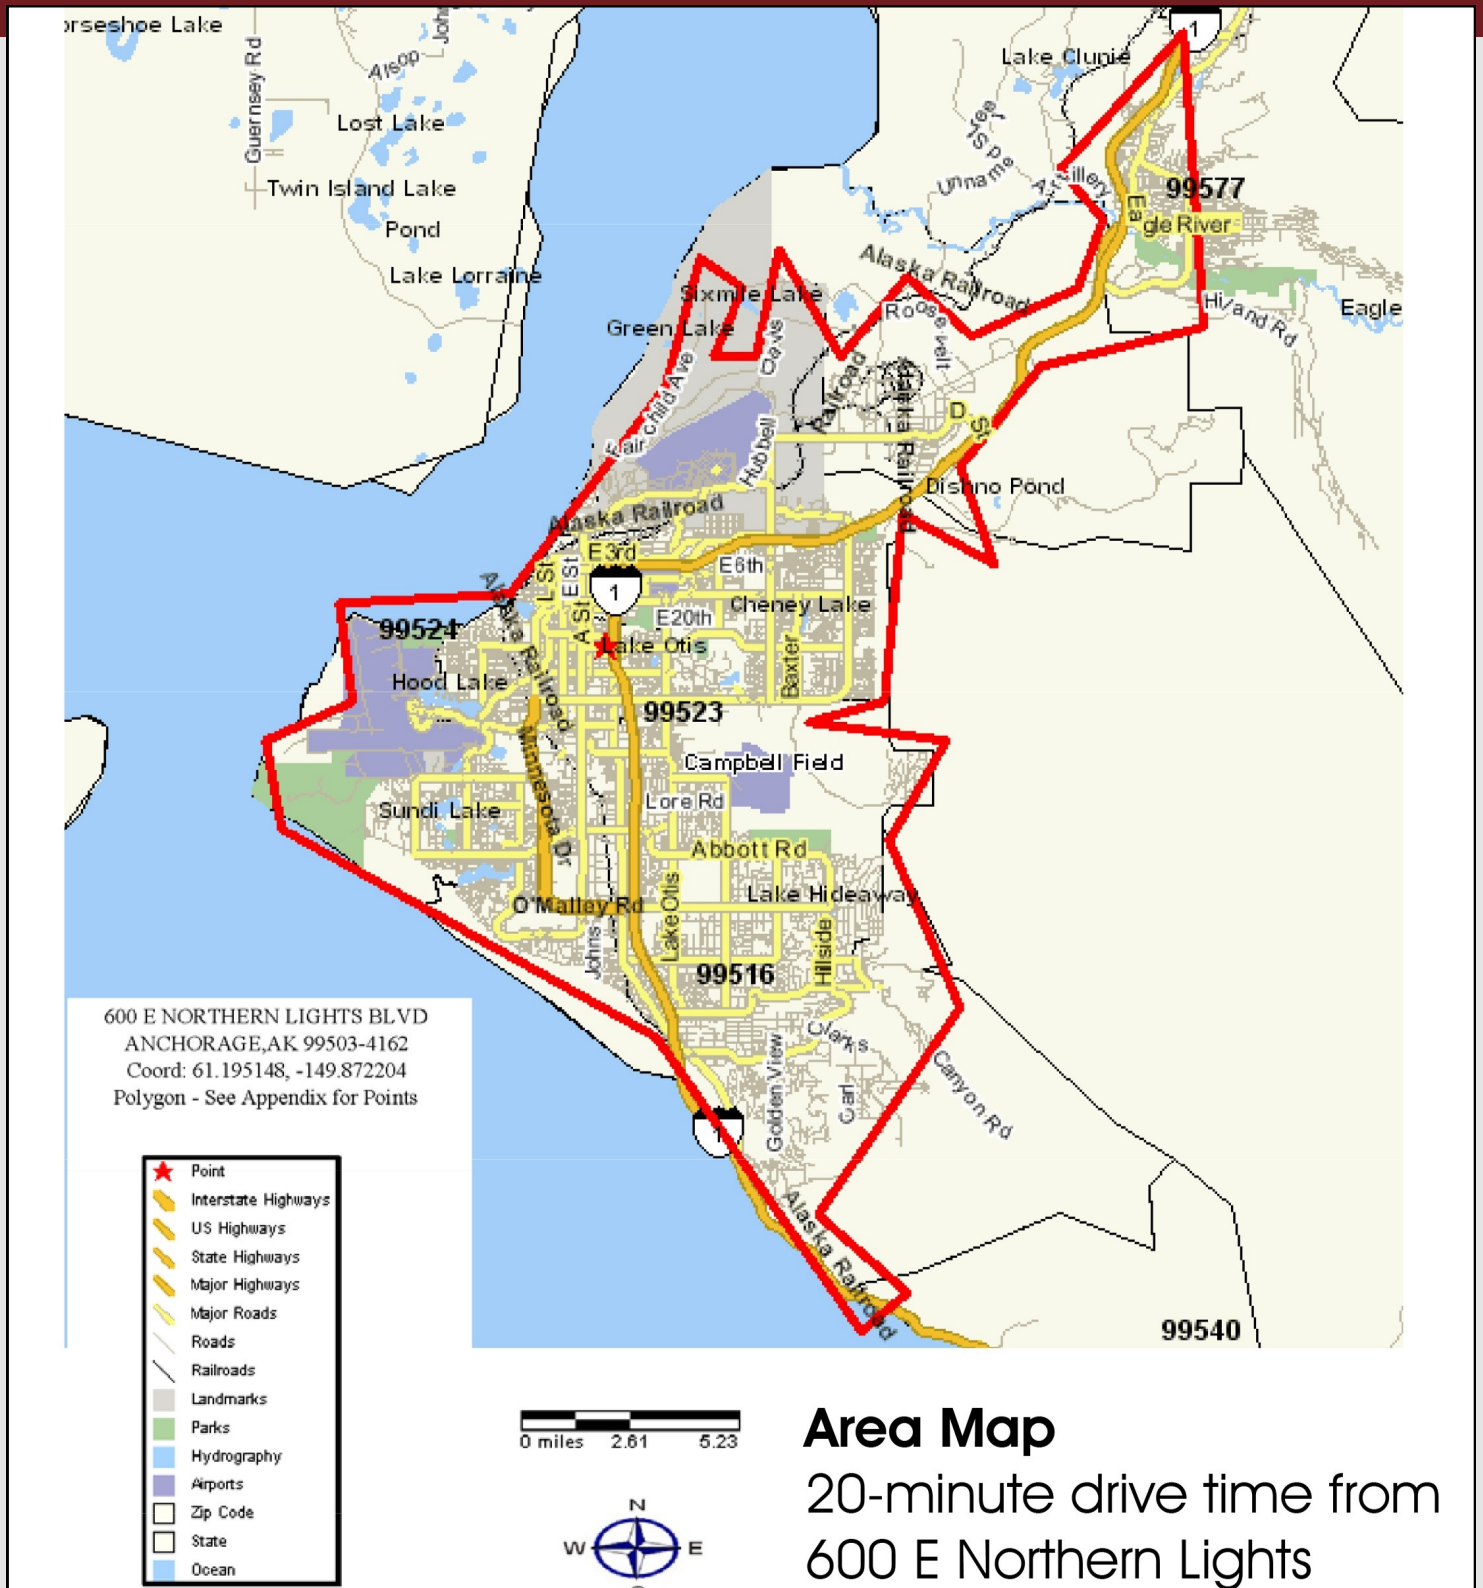 orseshoe Lake
Guernsey Rd
Alsop
Joh
Lost Lake
Twin Island Lake
Pond
Lake Lorraine
Lake Clunie
1
Artillery
99577
Eagle River
Alaska Railroad
Sixmile Lake
Green Lake
Roosevelt
Hiland Rd
Eagle
Davis
Fairchild Ave
Railroad
Alaska Railroad
D St
Hubbell
Dishno Pond
Alaska Railroad
E 3rd
E 6th
L St
E St
A St
1
Cheney Lake
E 20th
99524
Alaska Railroad
Lake Otis
Baxter
Hood Lake
99523
Minnesota Dr
Campbell Field
Lore Rd
Sundi Lake
Abbott Rd
Lake Hideaway
O'Malley Rd
Lake Otis
Johns
Hillside
99516
Clarks
Golden View
Carl
Canyon Rd
1
Alaska Railroad
99540
600 E NORTHERN LIGHTS BLVD
ANCHORAGE,AK 99503-4162
Coord: 61.195148, -149.872204
Polygon - See Appendix for Points
Point
Interstate Highways
US Highways
State Highways
Major Highways
Major Roads
Roads
Railroads
Landmarks
Parks
Hydrography
Airports
Zip Code
State
Ocean
0 miles 2.61 5.23
N
W E
Area Map
20-minute drive time from
600 E Northern Lights